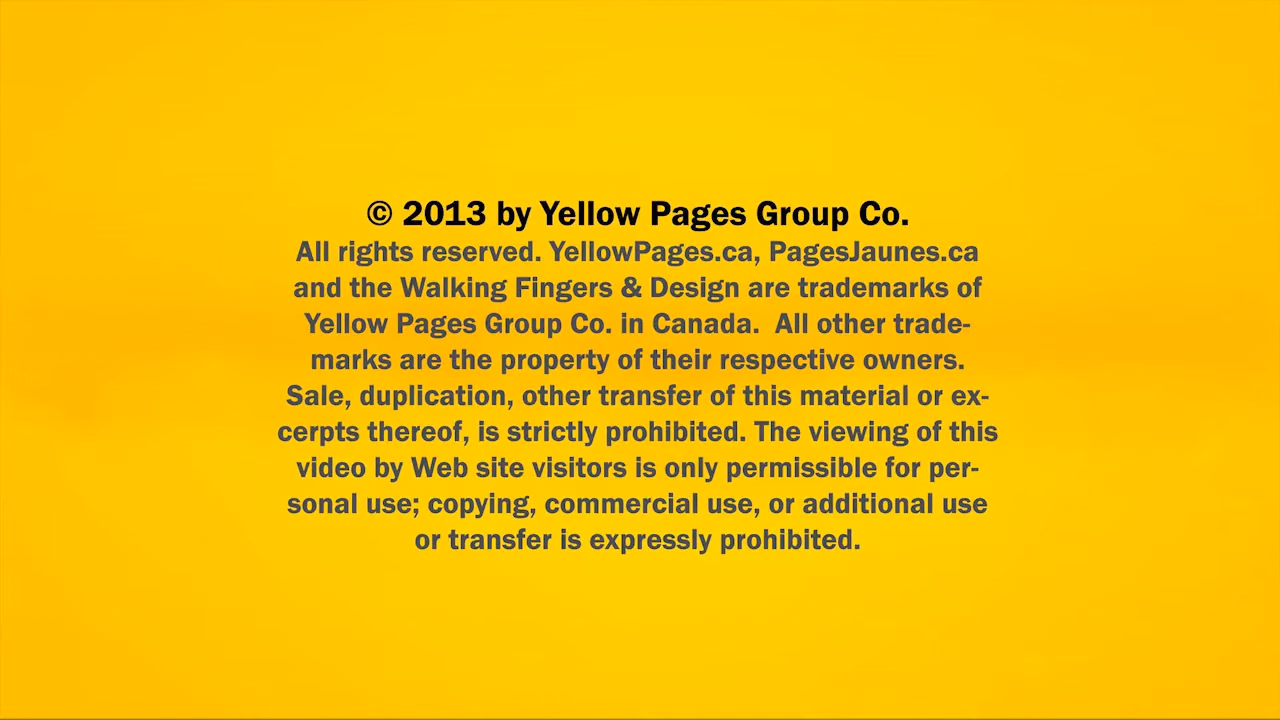 © 2013 by Yellow Pages Group Co.
All rights reserved. YellowPages.ca, PagesJaunes.ca
and the Walking Fingers & Design are trademarks of
Yellow Pages Group Co. in Canada.  All other trade-
marks are the property of their respective owners.
Sale, duplication, other transfer of this material or ex-
cerpts thereof, is strictly prohibited. The viewing of this
video by Web site visitors is only permissible for per-
sonal use; copying, commercial use, or additional use
or transfer is expressly prohibited.